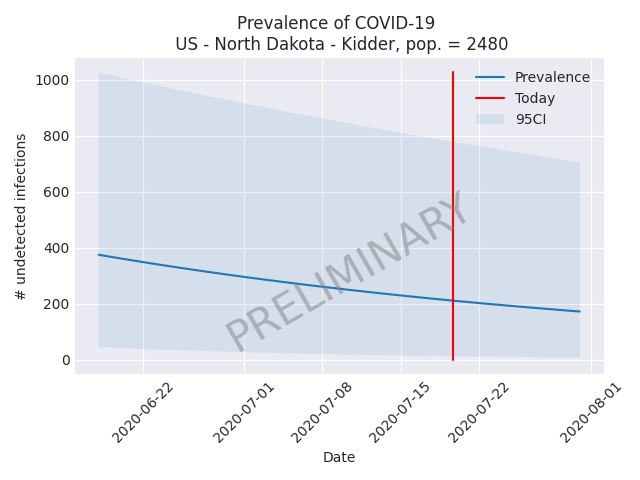 Prevalence of COVID-19
US - North Dakota - Kidder, pop. = 2480
1000
800
600
400
200
0
# undetected infections
Prevalence
Today
95CI
PRELIMINARY
2020-06-22
2020-07-01
2020-07-08
2020-07-15
2020-07-22
2020-08-01
Date